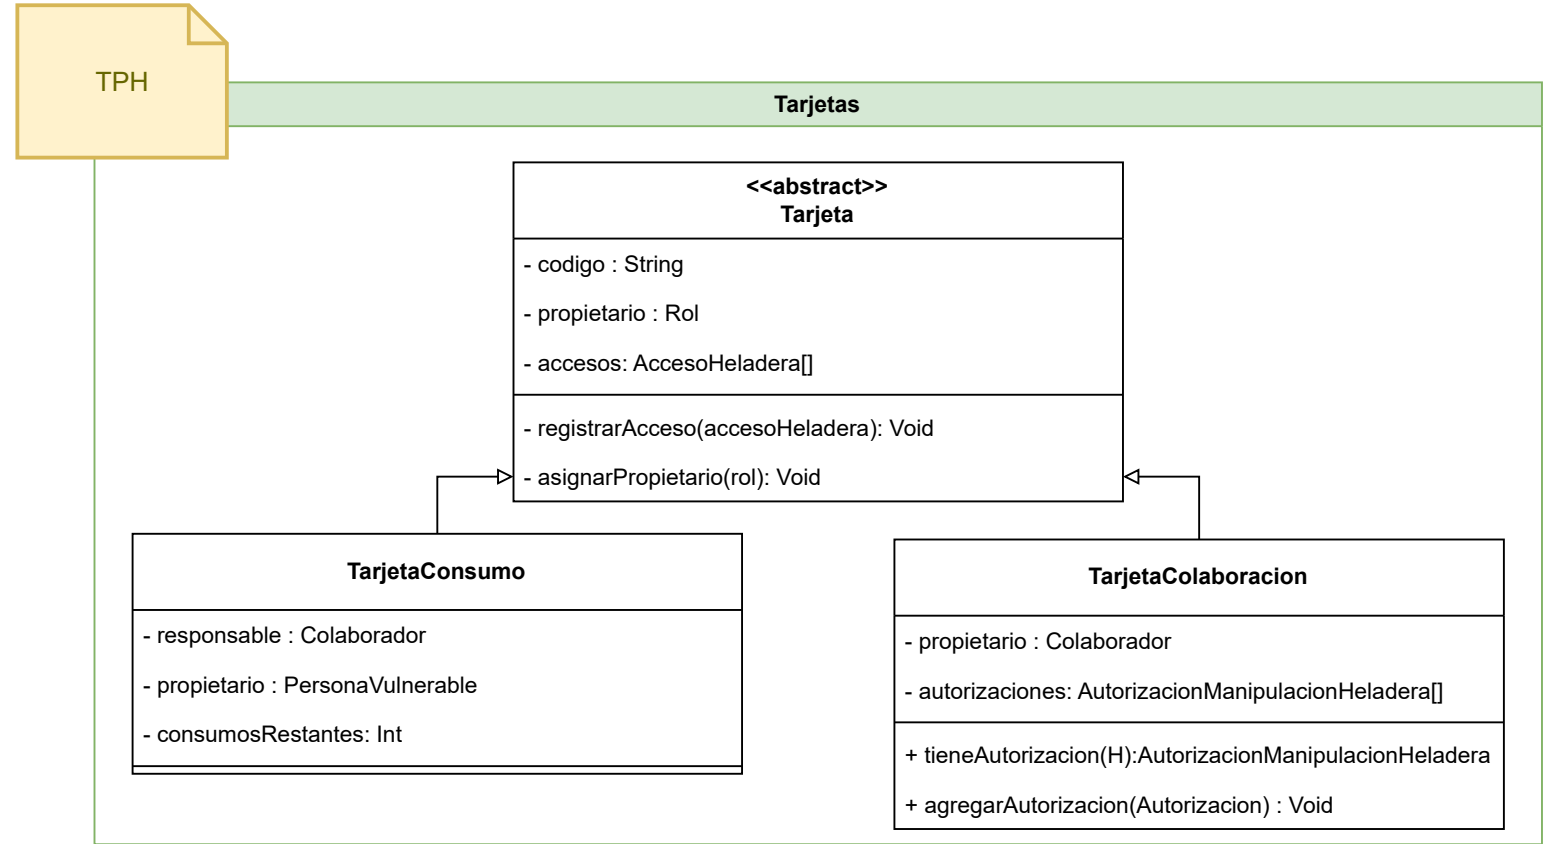 TPH
Tarjetas
<<abstract>>
Tarjeta
- codigo : String
- propietario : Rol
- accesos: AccesoHeladera[]
- registrarAcceso(accesoHeladera): Void
- asignarPropietario(rol): Void
TarjetaConsumo
- responsable : Colaborador
- propietario : PersonaVulnerable
- consumosRestantes: Int
TarjetaColaboracion
- propietario : Colaborador
- autorizaciones: AutorizacionManipulacionHeladera[]
+ tieneAutorizacion(H):AutorizacionManipulacionHeladera
+ agregarAutorizacion(Autorizacion) : Void